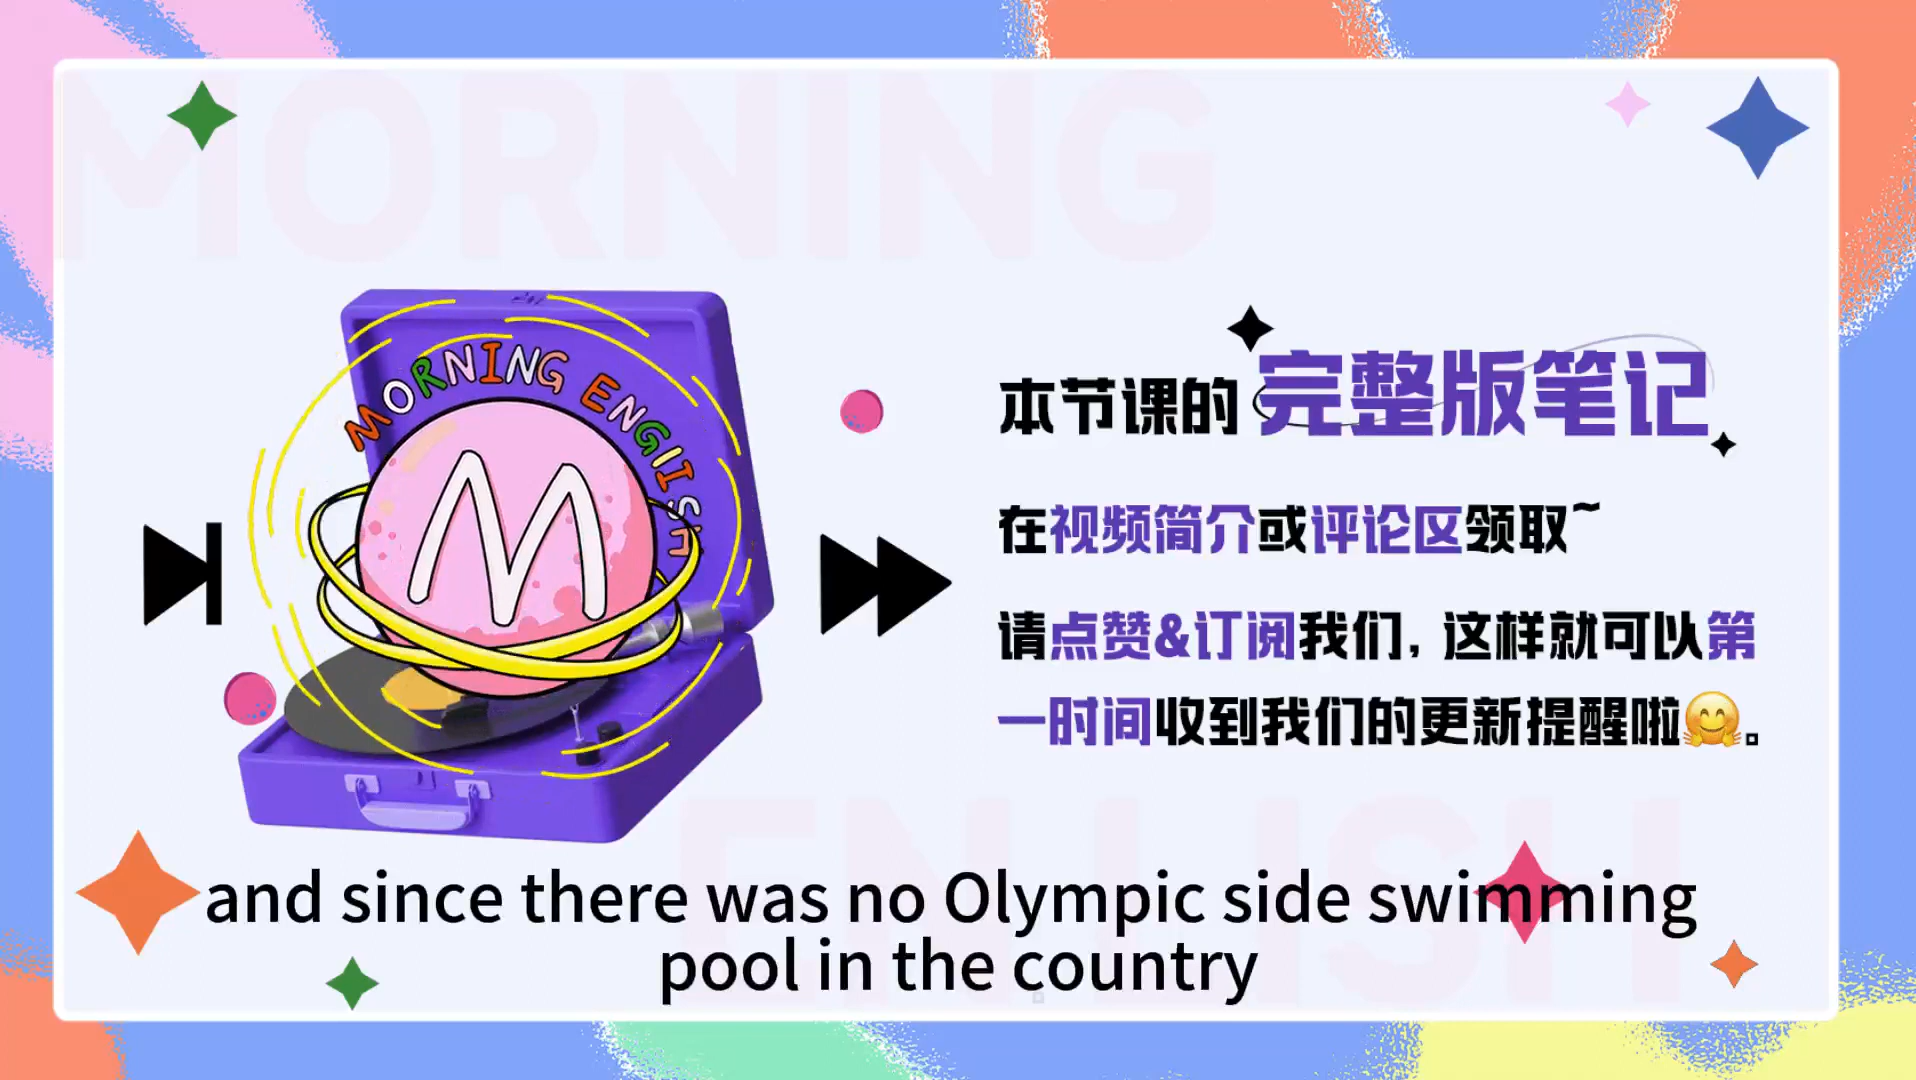 MORNING
MORNING ENGlISH
M
本节课的 完整版笔记
在视频简介或评论区领取~
请点赞&订阅我们，这样就可以第
一时间收到我们的更新提醒啦🤗。
ENLISH
and since there was no Olympic side swimming
pool in the country